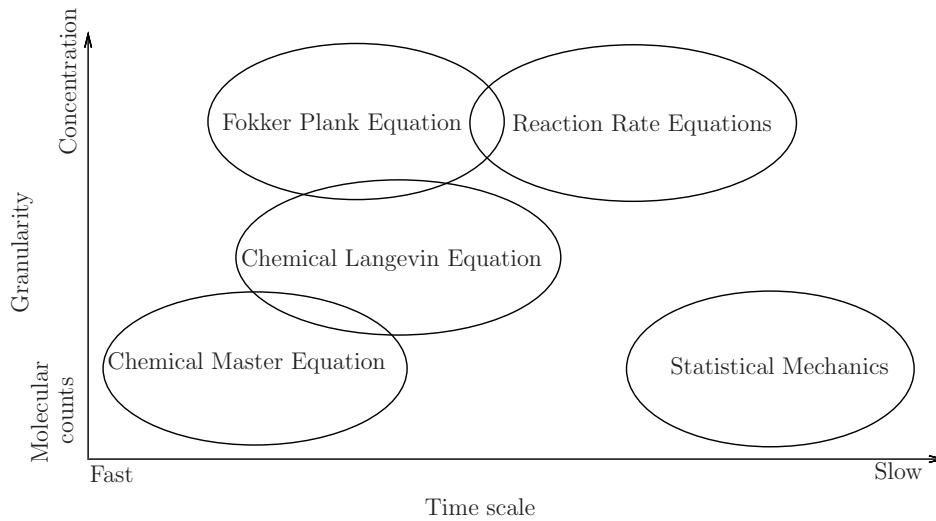 Concentration
Granularity
Molecular
counts
Fokker Plank Equation
Reaction Rate Equations
Chemical Langevin Equation
Chemical Master Equation
Statistical Mechanics
Fast
Slow
Time scale